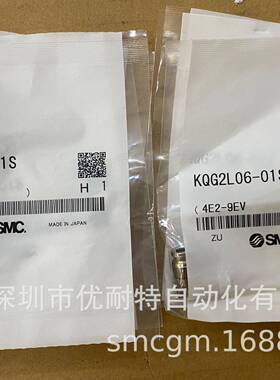 1S
)
H 1
SMC.
MADE IN JAPAN
KQG2L06-01S
( 4E2-9EV
ZU
SM
深圳市优耐特自动化有
smcgm.1688